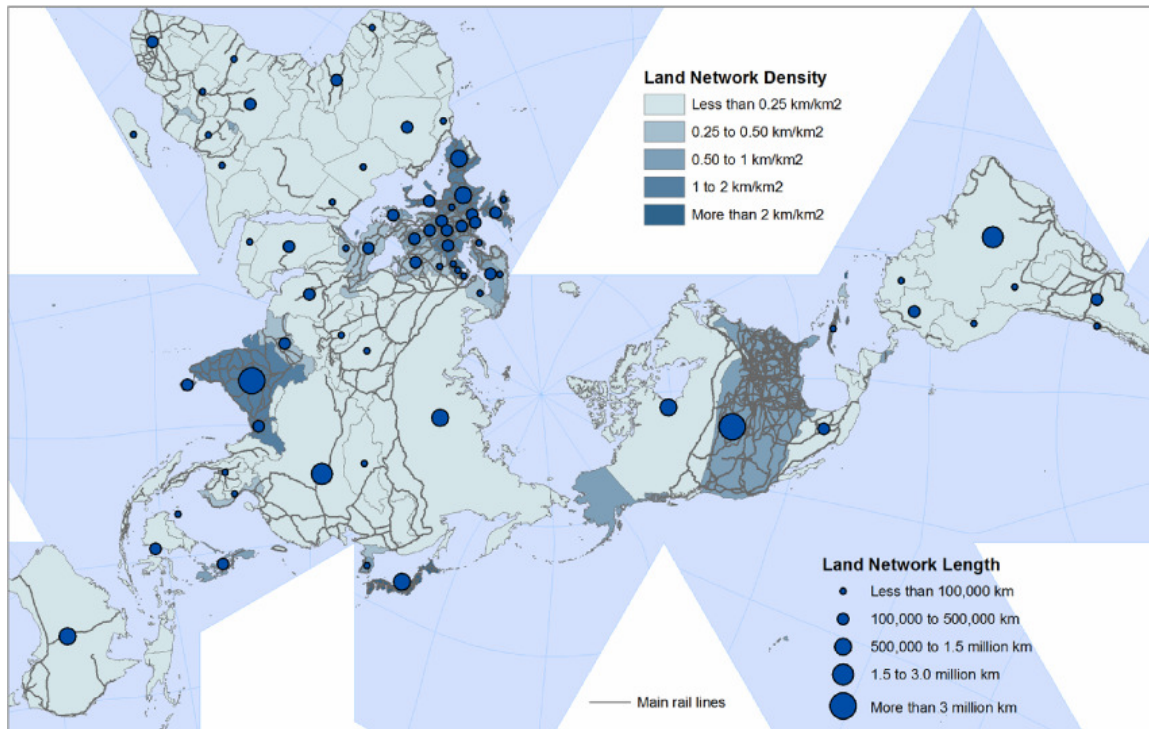 Land Network Density
Less than 0.25 km/km2
0.25 to 0.50 km/km2
0.50 to 1 km/km2
1 to 2 km/km2
More than 2 km/km2
Land Network Length
Less than 100,000 km
100,000 to 500,000 km
500,000 to 1.5 million km
1.5 to 3.0 million km
More than 3 million km
Main rail lines